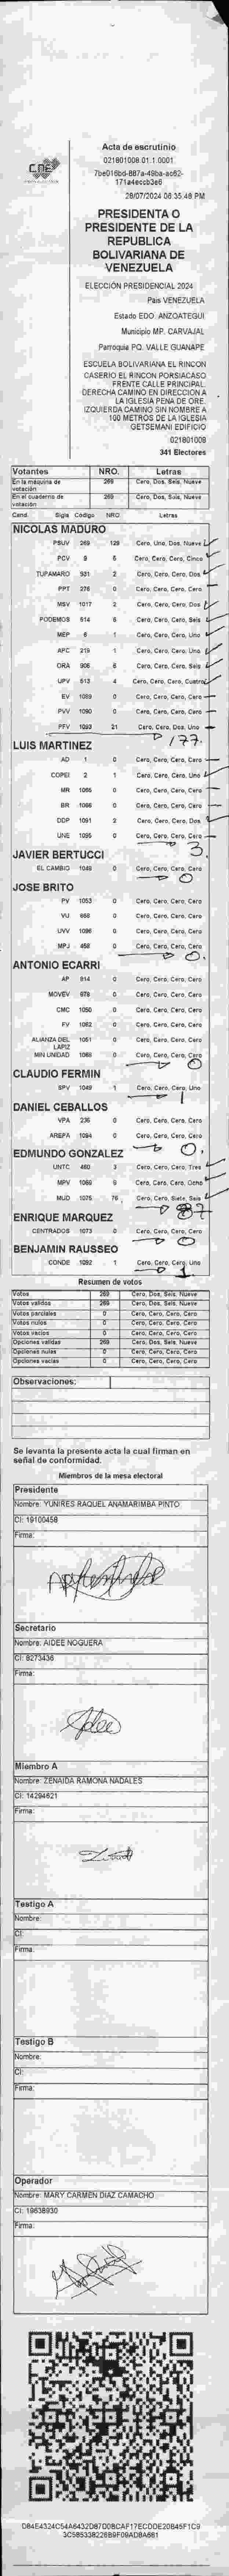 CNE
Acta de escrutinio
021801008.01.1.0001
7be016bd-887a-49ba-ac62-
171a4eccb3e6
28/07/2024 06:35:48 PM
PRESIDENTA O
PRESIDENTE DE LA
REPUBLICA
BOLIVARIANA DE
VENEZUELA
ELECCIÓN PRESIDENCIAL 2024
Pais VENEZUELA
Estado EDO. ANZOATEGUI
Municipio MP. CARVAJAL
Parroquia PQ. VALLE GUANAPE
ESCUELA BOLIVARIANA EL RINCON
CASERIO EL RINCON PORSIACASO
FRENTE CALLE PRINCIPAL.
DERECHA CAMINO EN DIRECCION A
LA IGLESIA PENA DE ORE.
IZQUIERDA CAMINO SIN NOMBRE A
100 METROS DE LA IGLESIA
GETSEMANI EDIFICIO
021801008
341 Electores
Votantes NRO. Letras
En la máquina de votación 269 Cero, Dos, Seis, Nueve
En el cuaderno de votación 269 Cero, Dos, Seis, Nueve
Cand. Sigla Código NRO Letras
NICOLAS MADURO
PSUV 269 129 Cero, Uno, Dos, Nueve
PCV 9 5 Cero, Cero, Cero, Cinco
TUPAMARO 931 2 Cero, Cero, Cero, Dos
PPT 276 0 Cero, Cero, Cero, Cero
MSV 1017 2 Cero, Cero, Cero, Dos
PODEMOS 514 6 Cero, Cero, Cero, Seis
MEP 6 1 Cero, Cero, Cero, Uno
APC 219 1 Cero, Cero, Cero, Uno
ORA 906 6 Cero, Cero, Cero, Seis
UPV 513 4 Cero, Cero, Cero, Cuatro
EV 1089 0 Cero, Cero, Cero, Cero
PVV 1090 0 Cero, Cero, Cero, Cero
PFV 1093 21 Cero, Cero, Dos, Uno
177.
LUIS MARTINEZ
AD 1 0 Cero, Cero, Cero, Cero
COPEI 2 1 Cero, Cero, Cero, Uno
MR 1065 0 Cero, Cero, Cero, Cero
BR 1066 0 Cero, Cero, Cero, Cero
DDP 1091 2 Cero, Cero, Cero, Dos
UNE 1095 0 Cero, Cero, Cero, Cero
3.
JAVIER BERTUCCI
EL CAMBIO 1048 0 Cero, Cero, Cero, Cero
0
JOSE BRITO
PV 1053 0 Cero, Cero, Cero, Cero
VU 868 0 Cero, Cero, Cero, Cero
UVV 1096 0 Cero, Cero, Cero, Cero
MPJ 458 0 Cero, Cero, Cero, Cero
0.
ANTONIO ECARRI
AP 914 0 Cero, Cero, Cero, Cero
MOVEV 978 0 Cero, Cero, Cero, Cero
CMC 1050 0 Cero, Cero, Cero, Cero
FV 1062 0 Cero, Cero, Cero, Cero
ALIANZA DEL LAPIZ 1051 0 Cero, Cero, Cero, Cero
MIN UNIDAD 1068 0 Cero, Cero, Cero, Cero
0
CLAUDIO FERMIN
SPV 1049 1 Cero, Cero, Cero, Uno
1
DANIEL CEBALLOS
VPA 236 0 Cero, Cero, Cero, Cero
AREPA 1094 0 Cero, Cero, Cero, Cero
0.
EDMUNDO GONZALEZ
UNTC 460 3 Cero, Cero, Cero, Tres
MPV 1069 8 Cero, Cero, Cero, Ocho
MUD 1075 76 Cero, Cero, Siete, Seis
87
ENRIQUE MARQUEZ
CENTRADOS 1073 0 Cero, Cero, Cero, Cero
0
BENJAMIN RAUSSEO
CONDE 1092 1 Cero, Cero, Cero, Uno
1
Resumen de votos
Votos 269 Cero, Dos, Seis, Nueve
Votos validos 269 Cero, Dos, Seis, Nueve
Votos parciales 0 Cero, Cero, Cero, Cero
Votos nulos 0 Cero, Cero, Cero, Cero
Votos vacios 0 Cero, Cero, Cero, Cero
Opciones validas 269 Cero, Dos, Seis, Nueve
Opciones nulas 0 Cero, Cero, Cero, Cero
Opciones vacias 0 Cero, Cero, Cero, Cero
Observaciones:
Se levanta la presente acta la cual firman en
señal de conformidad.
Miembros de la mesa electoral
Presidente
Nombre: YUNIRES RAQUEL ANAMARIMBA PINTO
CI: 19100458
Firma:
Secretario
Nombre: AIDEE NOGUERA
CI: 8273436
Firma:
Miembro A
Nombre: ZENAIDA RAMONA NADALES
CI: 14294621
Firma:
Testigo A
Nombre:
CI:
Firma:
Testigo B
Nombre:
CI:
Firma:
Operador
Nombre: MARY CARMEN DIAZ CAMACHO
CI: 19638930
Firma:
D84E4324C54A6432D87D0BCAF17ECDDE20B45F1C9
3C585338226B9F09AD8A661